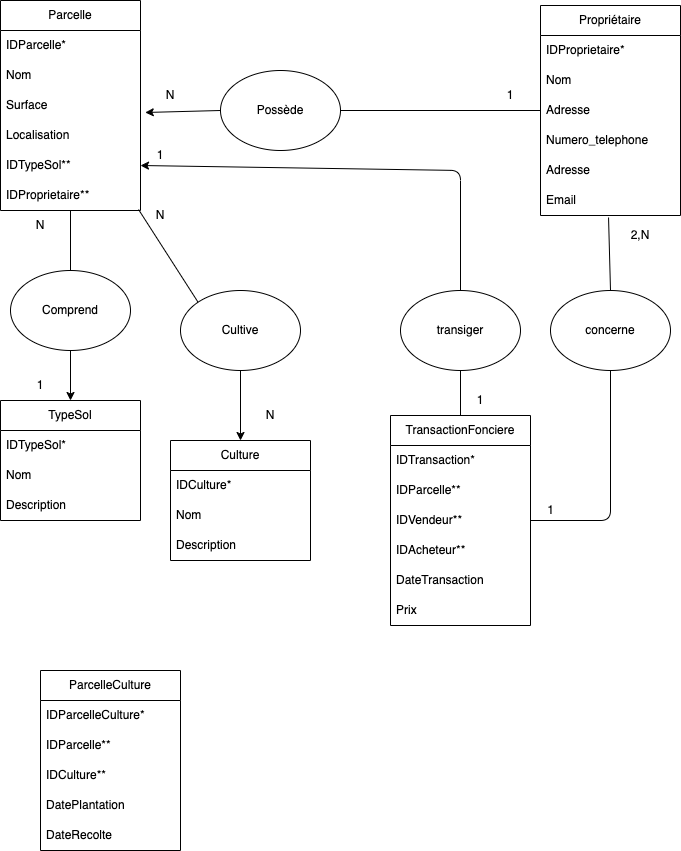 Parcelle
IDParcelle*
Nom
Surface
Localisation
IDTypeSol**
IDProprietaire**
N
Possède
1
Propriétaire
IDProprietaire*
Nom
Adresse
Numero_telephone
Adresse
Email
1
N
N
2,N
Comprend
Cultive
transiger
concerne
1
N
1
1
TypeSol
IDTypeSol*
Nom
Description
Culture
IDCulture*
Nom
Description
TransactionFonciere
IDTransaction*
IDParcelle**
IDVendeur**
IDAcheteur**
DateTransaction
Prix
ParcelleCulture
IDParcelleCulture*
IDParcelle**
IDCulture**
DatePlantation
DateRecolte